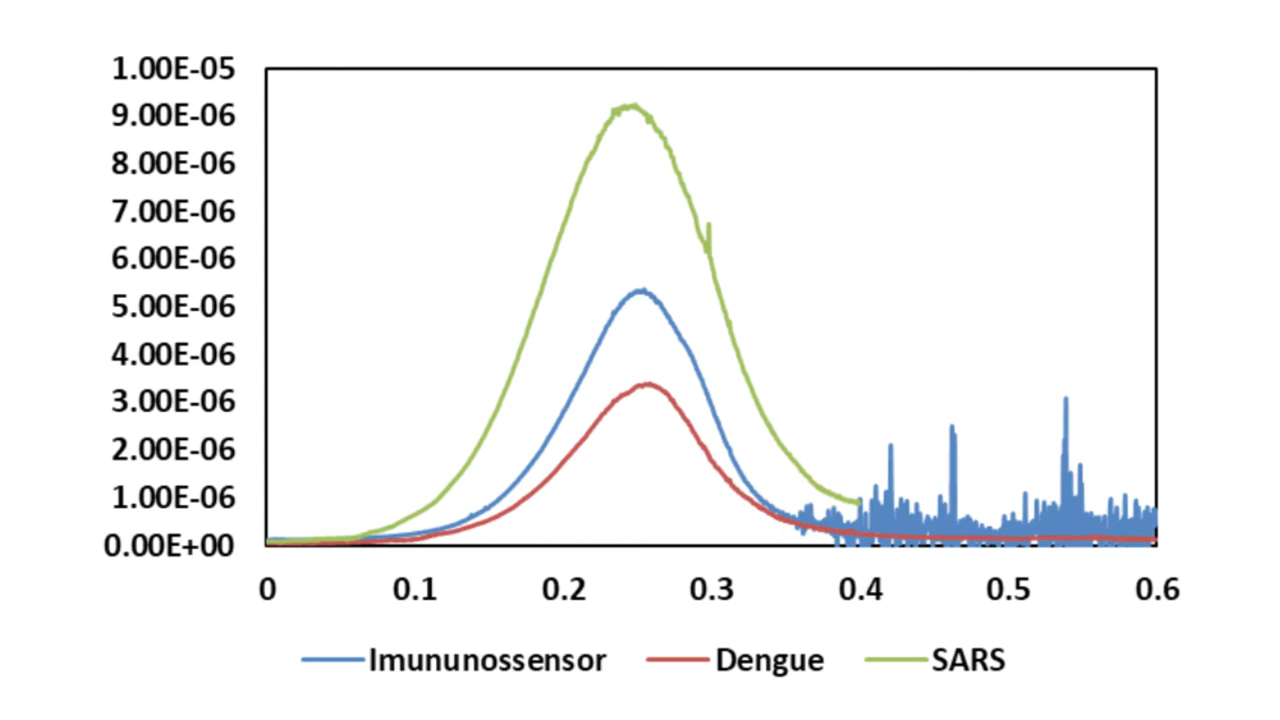 1.00E-05
9.00E-06
8.00E-06
7.00E-06
6.00E-06
5.00E-06
4.00E-06
3.00E-06
2.00E-06
1.00E-06
0.00E+00
0 0.1 0.2 0.3 0.4 0.5 0.6
Imununossensor Dengue SARS